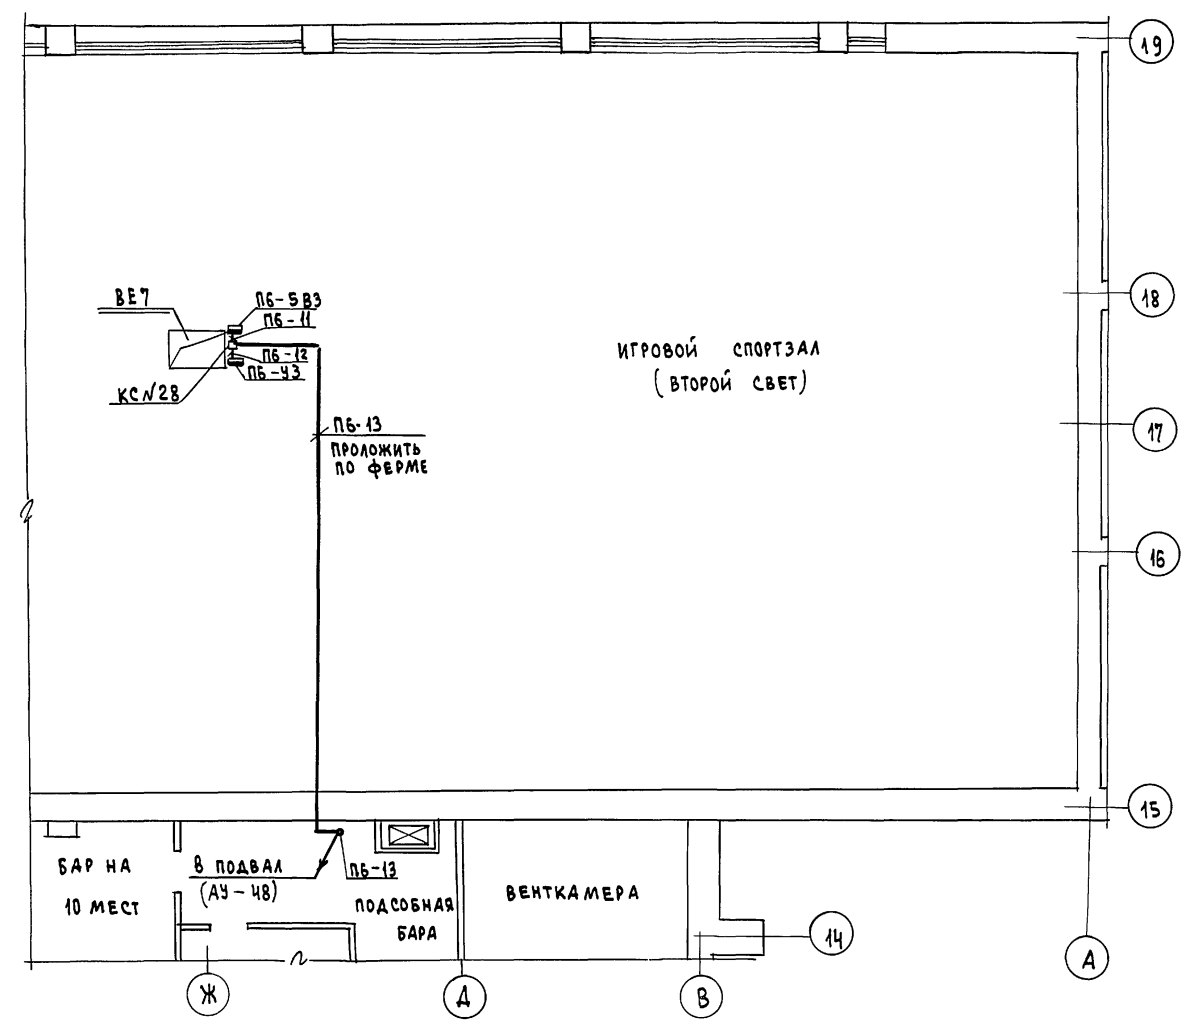 19
ВЕ7
П6-5В3
П6-11
П6-12
П6-У3
КС№28
18
ИГРОВОЙ СПОРТЗАЛ
(ВТОРОЙ СВЕТ)
П6-13
ПРОЛОЖИТЬ
ПО ФЕРМЕ
17
16
15
БАР НА
10 МЕСТ
В ПОДВАЛ
(АУ-48)
П6-13
ПОДСОБНАЯ
БАРА
ВЕНТКАМЕРА
14
А
Ж
Д
В